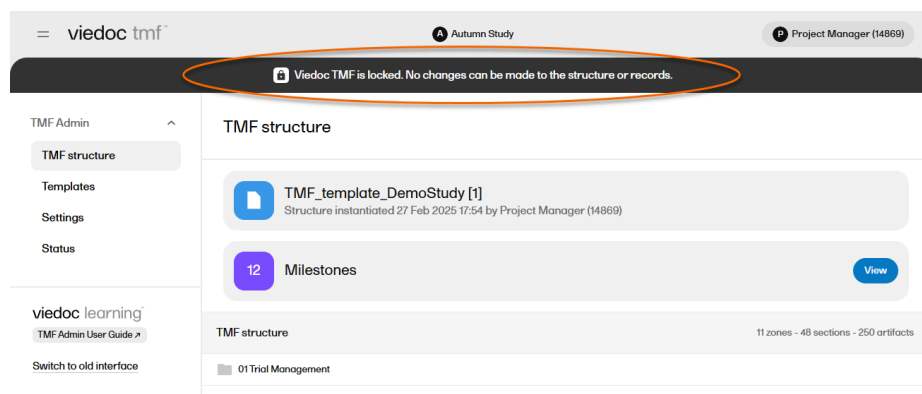 viedoc tmf™
A Autumn Study
P Project Manager (14869)
Viedoc TMF is locked. No changes can be made to the structure or records.
TMF Admin
TMF structure
Templates
Settings
Status
viedoc learning™
TMF Admin User Guide ↗
Switch to old interface
TMF structure
TMF_template_DemoStudy [1]
Structure instantiated 27 Feb 2025 17:54 by Project Manager (14869)
12 Milestones
View
TMF structure
11 zones - 48 sections - 250 artifacts
01 Trial Management